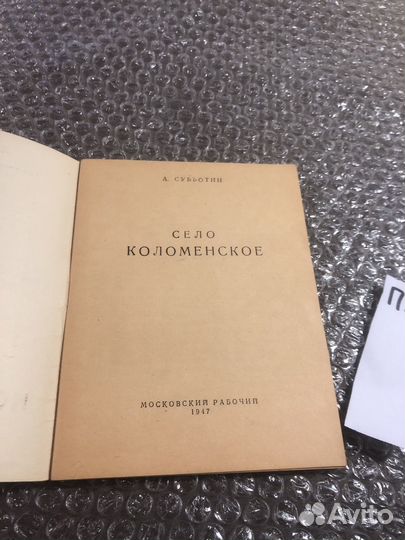 А. СУББОТИН
СЕЛО
КОЛОМЕНСКОЕ
МОСКОВСКИЙ РАБОЧИЙ
1947
Avito